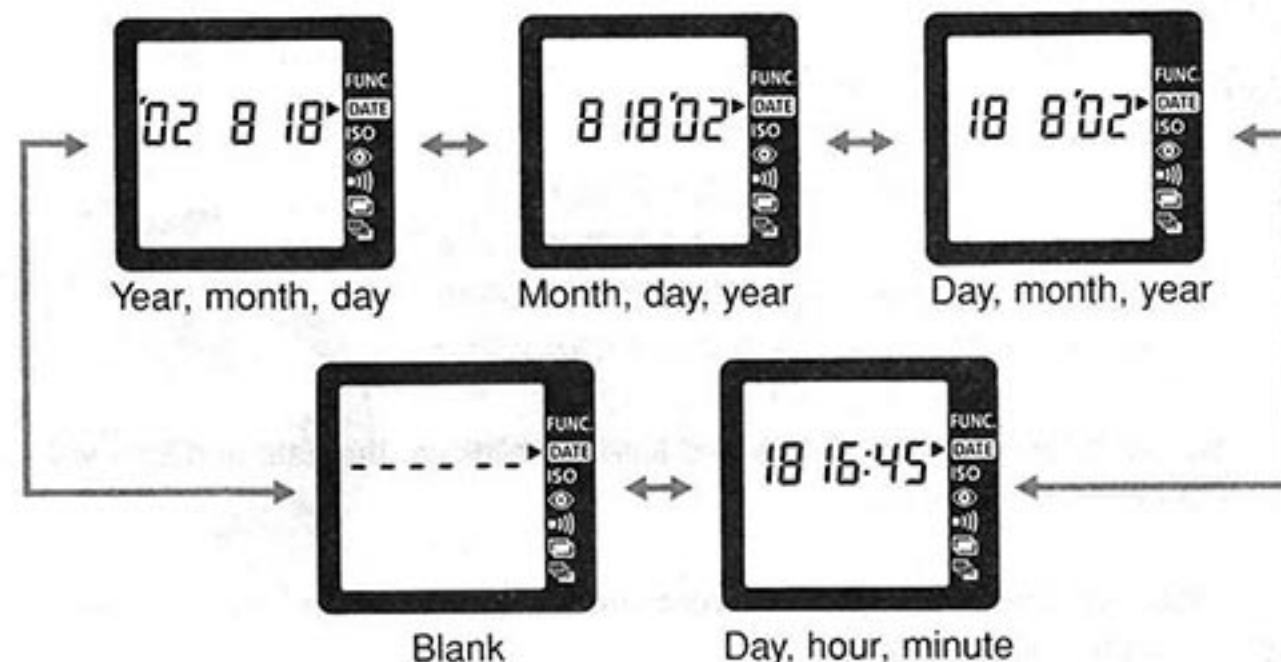 FUNC.
'02 8 18 DATE
ISO
Year, month, day
FUNC.
8 18 '02 DATE
ISO
Month, day, year
FUNC.
18 8 '02 DATE
ISO
Day, month, year
FUNC.
-- -- -- DATE
ISO
Blank
FUNC.
18 16:45 DATE
ISO
Day, hour, minute